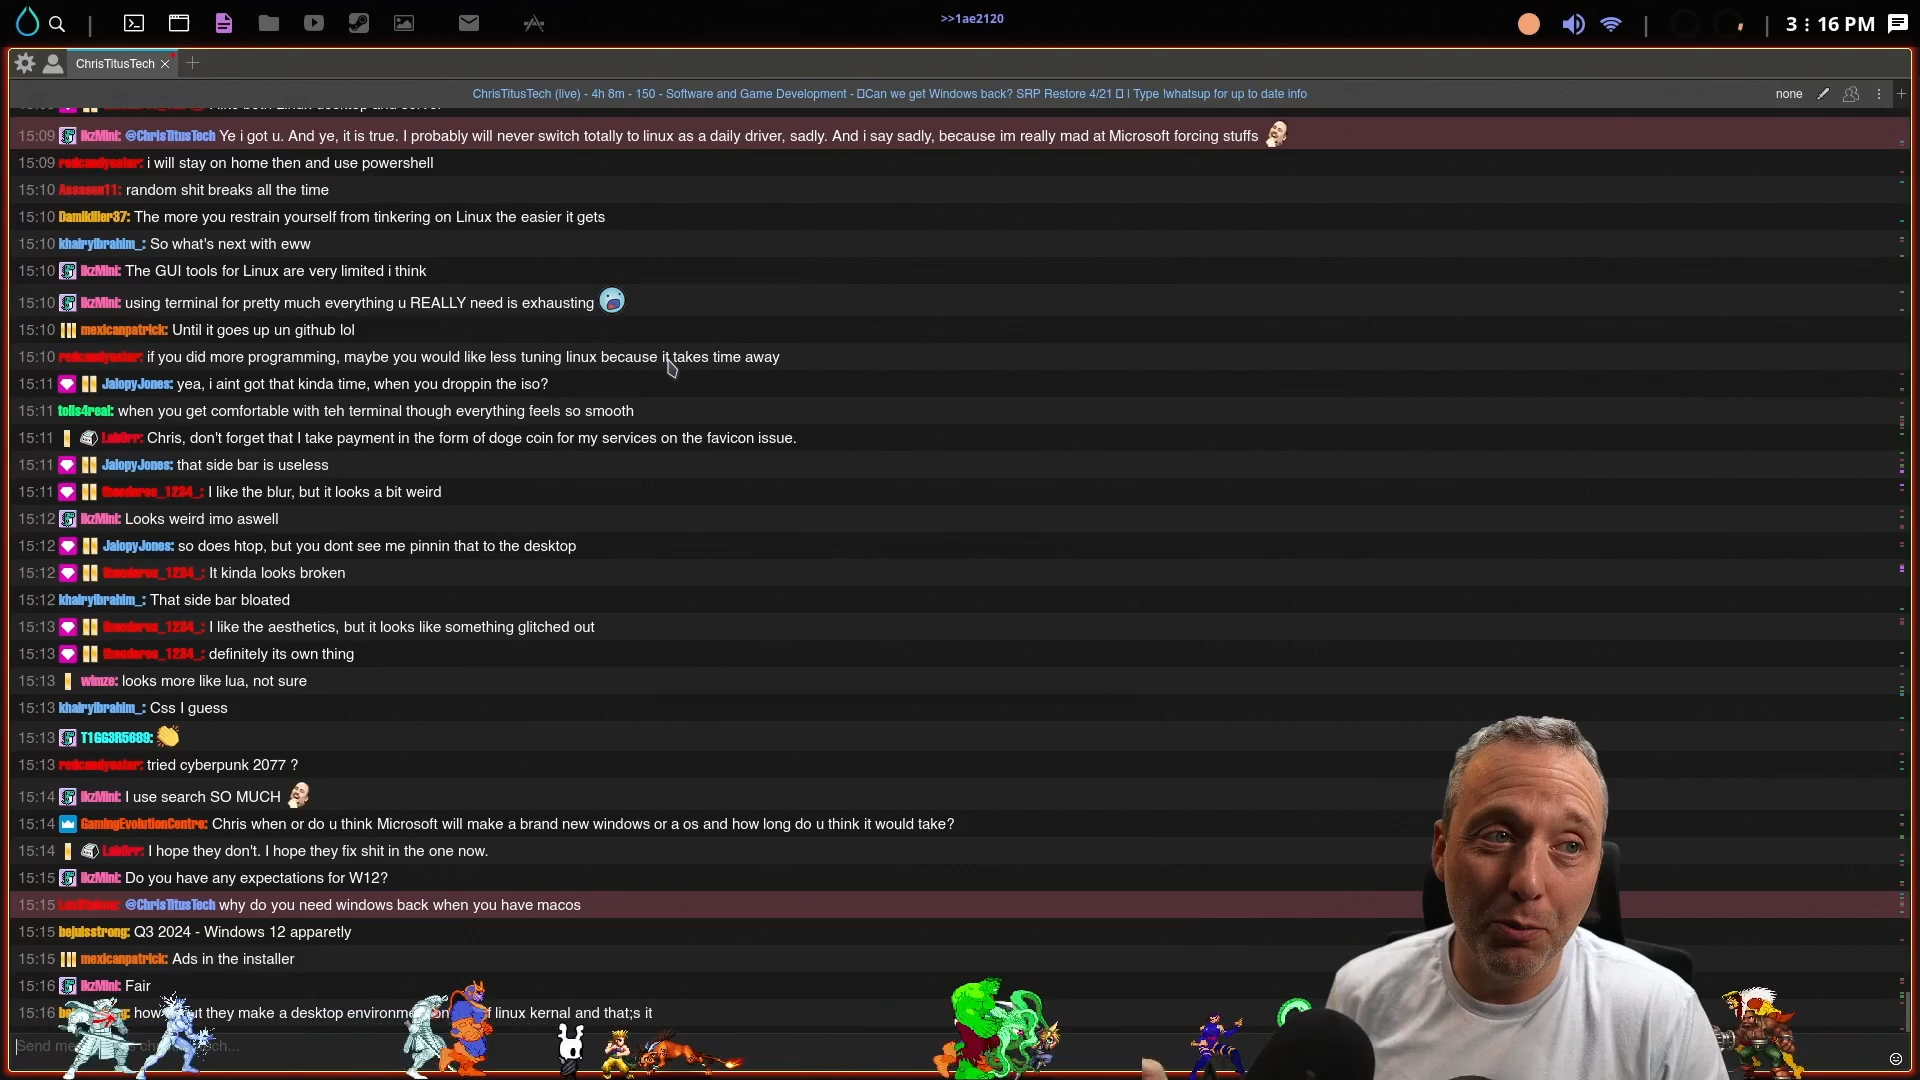 >>1ae2120
3 : 16 PM
ChrisTitusTech
ChrisTitusTech (live) - 4h 8m - 150 - Software and Game Development - Can we get Windows back? SRP Restore 4/21 | Type !whatsup for up to date info
none
15:09 IkzMini: @ChrisTitusTech Ye i got u. And ye, it is true. I probably will never switch totally to linux as a daily driver, sadly. And i say sadly, because im really mad at Microsoft forcing stuffs
15:09 i will stay on home then and use powershell
15:10 Assasen11: random shit breaks all the time
15:10 Damikiller37: The more you restrain yourself from tinkering on Linux the easier it gets
15:10 khairyibrahim_: So what's next with eww
15:10 IkzMini: The GUI tools for Linux are very limited i think
15:10 IkzMini: using terminal for pretty much everything u REALLY need is exhausting
15:10 mexicanpatrick: Until it goes up un github lol
15:10 if you did more programming, maybe you would like less tuning linux because it takes time away
15:11 JalopyJones: yea, i aint got that kinda time, when you droppin the iso?
15:11 tolis4real: when you get comfortable with teh terminal though everything feels so smooth
15:11 Chris, don't forget that I take payment in the form of doge coin for my services on the favicon issue.
15:11 JalopyJones: that side bar is useless
15:11 theodoros_1234_: I like the blur, but it looks a bit weird
15:12 IkzMini: Looks weird imo aswell
15:12 JalopyJones: so does htop, but you dont see me pinnin that to the desktop
15:12 theodoros_1234_: It kinda looks broken
15:12 khairyibrahim_: That side bar bloated
15:13 theodoros_1234_: I like the aesthetics, but it looks like something glitched out
15:13 theodoros_1234_: definitely its own thing
15:13 wimze: looks more like lua, not sure
15:13 khairyibrahim_: Css I guess
15:13 T1GG3R5689:
15:13 tried cyberpunk 2077 ?
15:14 IkzMini: I use search SO MUCH
15:14 GamingEvolutionCentre: Chris when or do u think Microsoft will make a brand new windows or a os and how long do u think it would take?
15:14 I hope they don't. I hope they fix shit in the one now.
15:15 IkzMini: Do you have any expectations for W12?
15:15 @ChrisTitusTech why do you need windows back when you have macos
15:15 bejuisstrong: Q3 2024 - Windows 12 apparetly
15:15 mexicanpatrick: Ads in the installer
15:16 IkzMini: Fair
15:16 they make a desktop linux kernal and that;s it